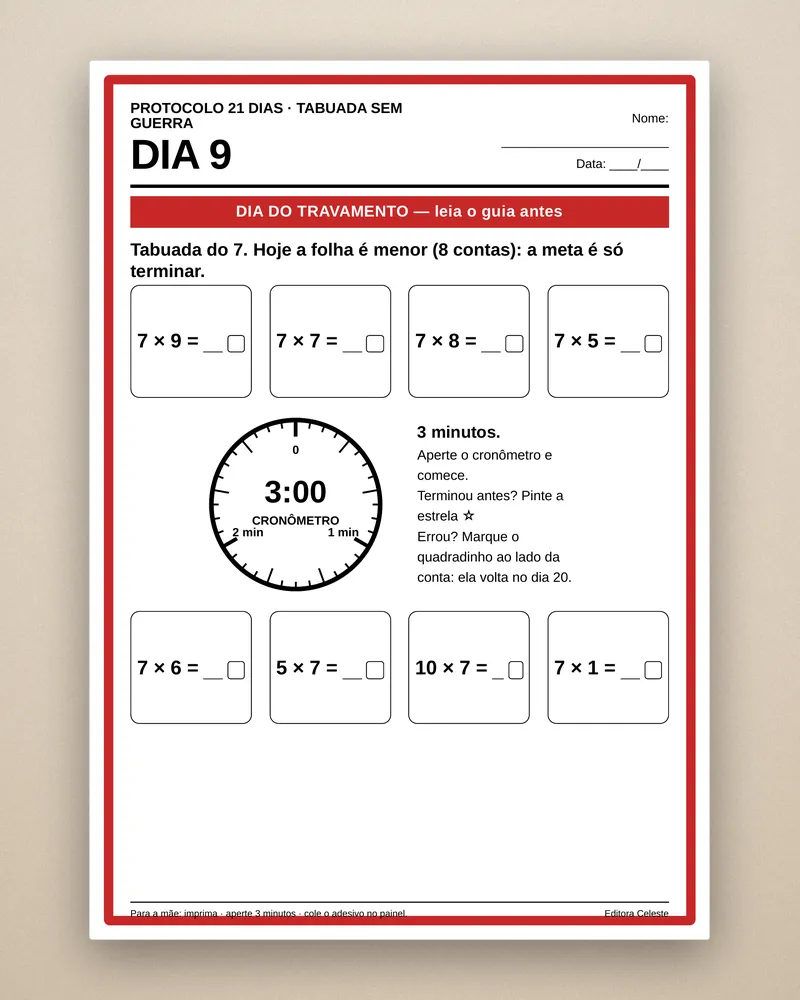 PROTOCOLO 21 DIAS · TABUADA SEM
GUERRA
DIA 9
Nome:
____________________
Data: ____/____
DIA DO TRAVAMENTO — leia o guia antes
Tabuada do 7. Hoje a folha é menor (8 contas): a meta é só
terminar.
7 × 9 = __
7 × 7 = __
7 × 8 = __
7 × 5 = __
0
3:00
CRONÔMETRO
2 min
1 min
3 minutos.
Aperte o cronômetro e
comece.
Terminou antes? Pinte a
estrela ☆
Errou? Marque o
quadradinho ao lado da
conta: ela volta no dia 20.
7 × 6 = __
5 × 7 = __
10 × 7 = _
7 × 1 = __
Para a mãe: imprima · aperte 3 minutos · cole o adesivo no painel.
Editora Celeste